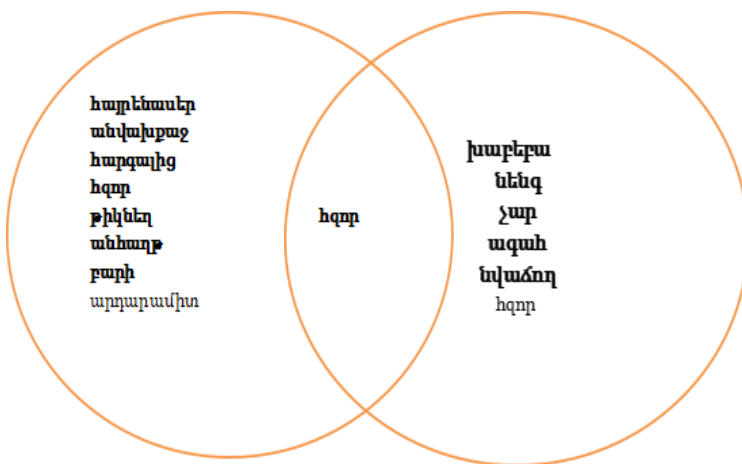 հայրենասեր
անվախքաջ
հարգալից
հզոր
թիկնեղ
անհաղթ
բարի
արդարամիտ
հզոր
խաբեբա
նենգ
չար
ագահ
նվաճող
հզոր